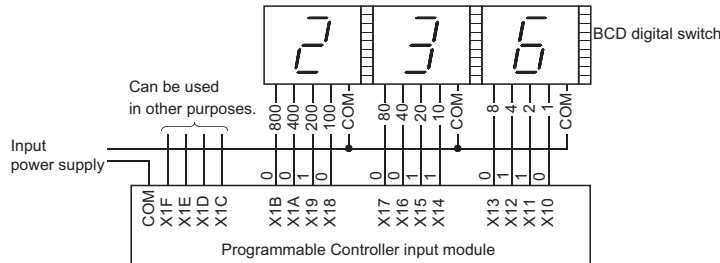 2 3 6
BCD digital switch
Can be used
in other purposes.
800 400 200 100 COM 80 40 20 10 COM 8 4 2 1 COM
Input
power supply
0 0 1 0 0 0 1 1 0 1 1 0
COM X1F X1E X1D X1C X1B X1A X19 X18 X17 X16 X15 X14 X13 X12 X11 X10
Programmable Controller input module